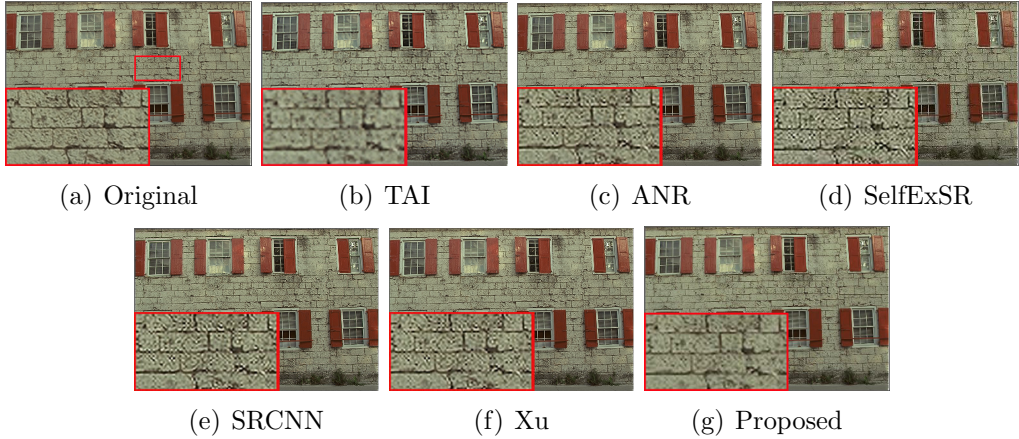 (a) Original
(b) TAI
(c) ANR
(d) SelfExSR
(e) SRCNN
(f) Xu
(g) Proposed